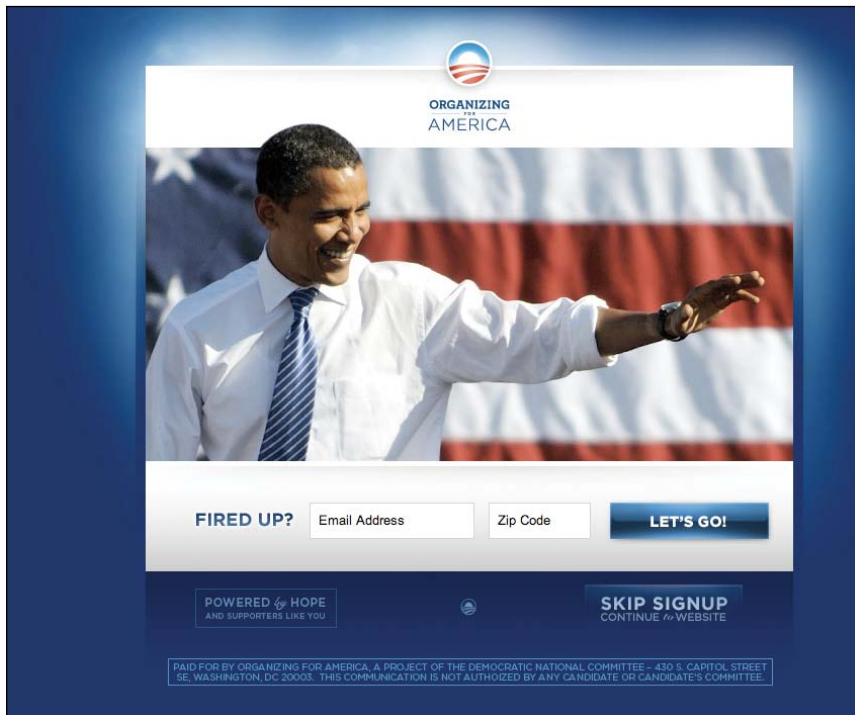 ORGANIZING
FOR
AMERICA
FIRED UP?
Email Address
Zip Code
LET'S GO!
POWERED by HOPE
AND SUPPORTERS LIKE YOU
SKIP SIGNUP
CONTINUE to WEBSITE
PAID FOR BY ORGANIZING FOR AMERICA, A PROJECT OF THE DEMOCRATIC NATIONAL COMMITTEE – 430 S. CAPITOL STREET
SE, WASHINGTON, DC 20003. THIS COMMUNICATION IS NOT AUTHOIZED BY ANY CANDIDATE OR CANDIDATE'S COMMITTEE.